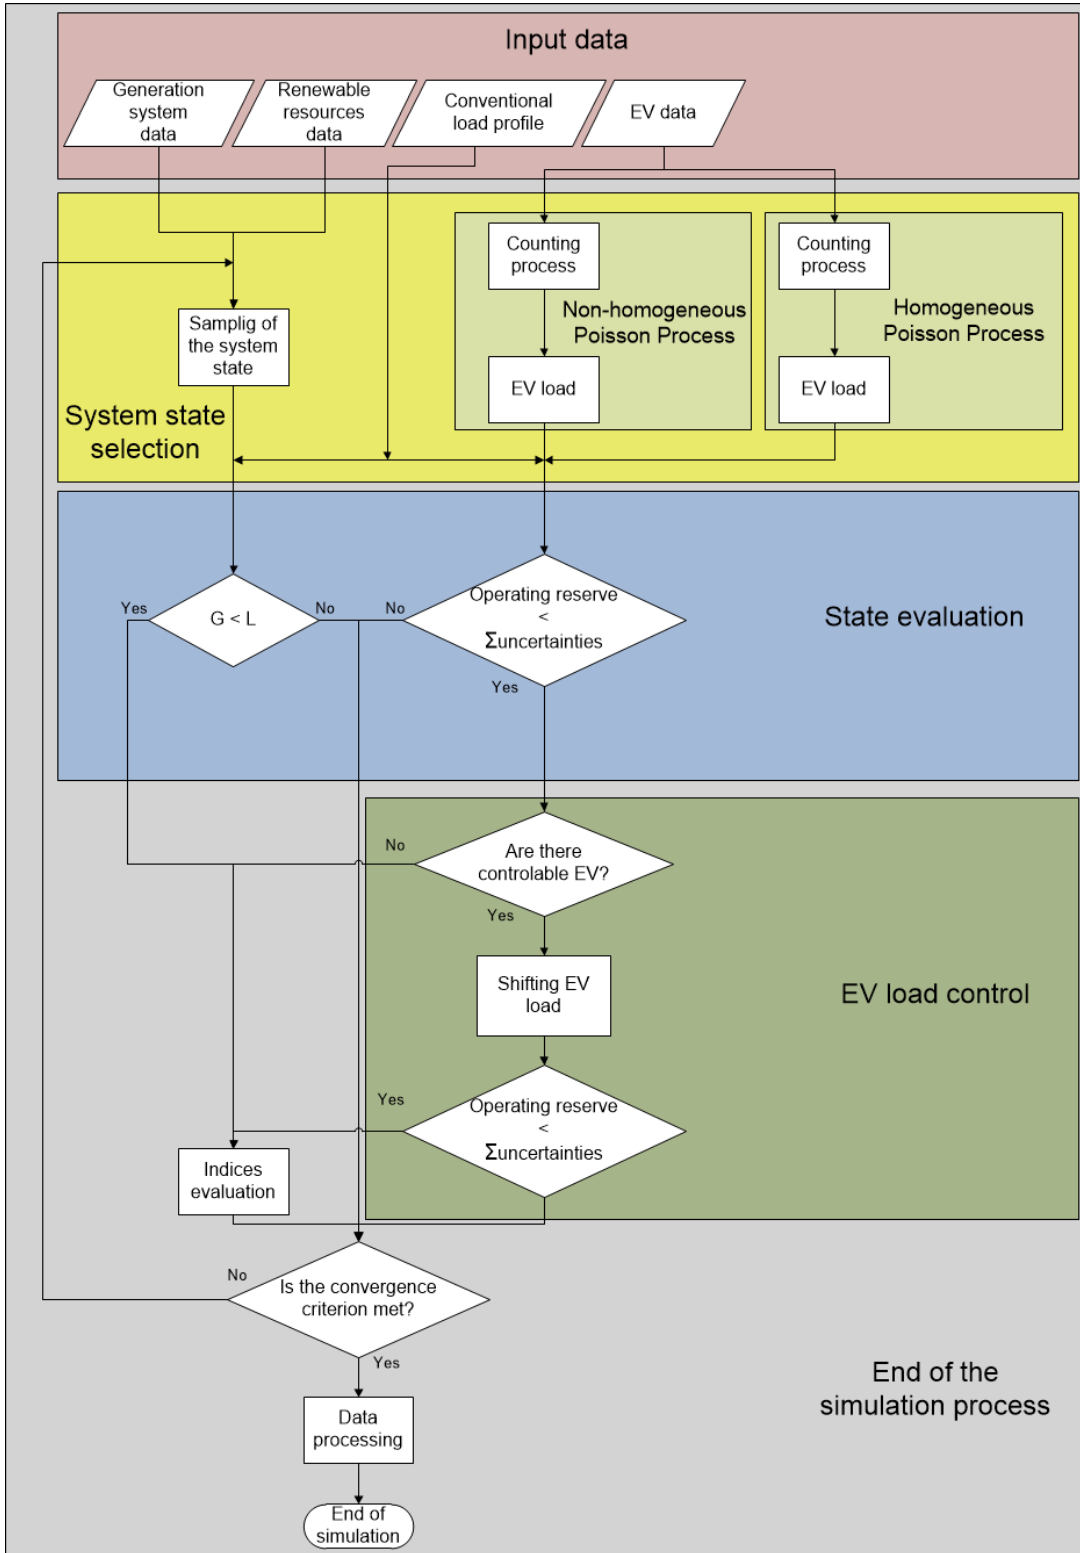 Input data
Generation
system
data
Renewable
resources
data
Conventional
load profile
EV data
Counting
process
Non-homogeneous
Poisson Process
EV load
Counting
process
Homogeneous
Poisson Process
EV load
Samplig of
the system
state
System state
selection
Yes
G < L
No
No
Operating reserve
<
Σuncertainties
Yes
State evaluation
No
Are there
controlable EV?
Yes
Shifting EV
load
EV load control
Yes
Operating reserve
<
Σuncertainties
Indices
evaluation
No
Is the convergence
criterion met?
Yes
Data
processing
End of
simulation
End of the
simulation process